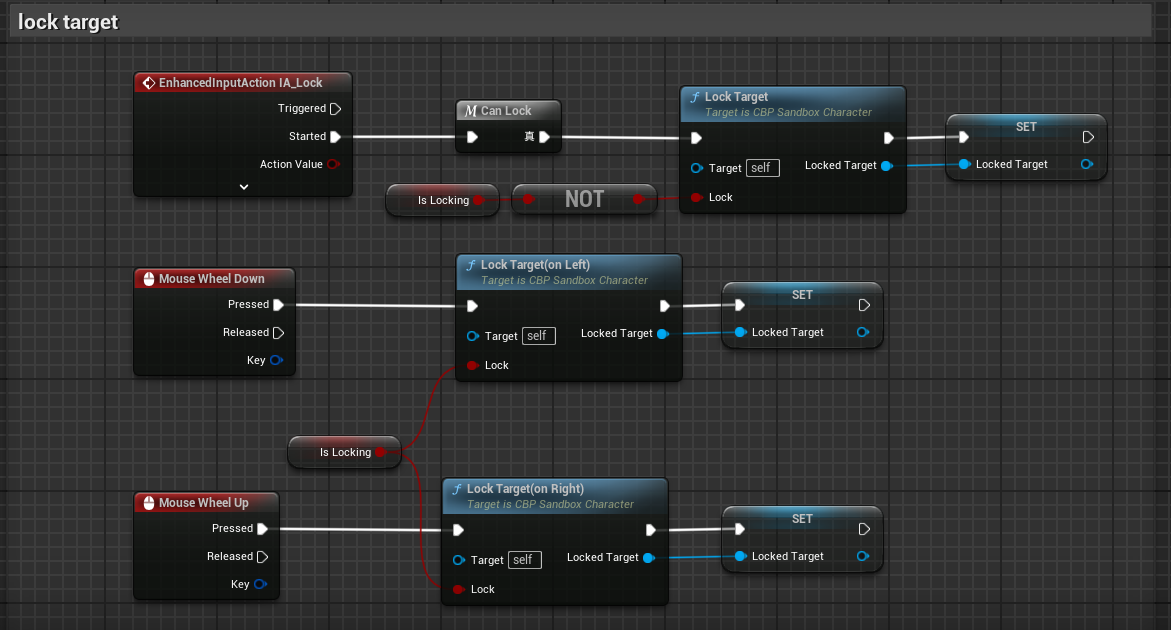 lock target
EnhancedInputAction IA_Lock
Triggered
Started
Action Value
M Can Lock
真
f Lock Target
Target is CBP Sandbox Character
Target self
Locked Target
Lock
SET
Locked Target
Is Locking
NOT
Mouse Wheel Down
Pressed
Released
Key
f Lock Target(on Left)
Target is CBP Sandbox Character
Target self
Locked Target
Lock
SET
Locked Target
Is Locking
Mouse Wheel Up
Pressed
Released
Key
f Lock Target(on Right)
Target is CBP Sandbox Character
Target self
Locked Target
Lock
SET
Locked Target